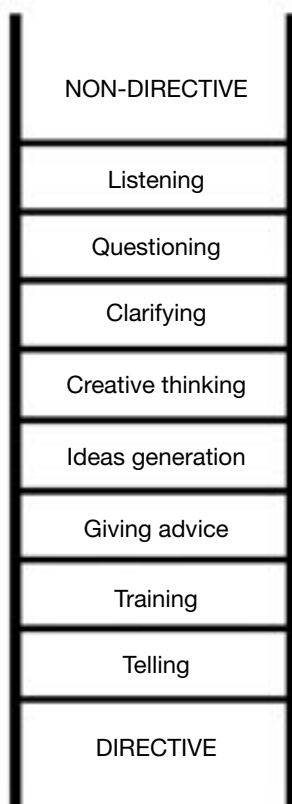 NON-DIRECTIVE
Listening
Questioning
Clarifying
Creative thinking
Ideas generation
Giving advice
Training
Telling
DIRECTIVE